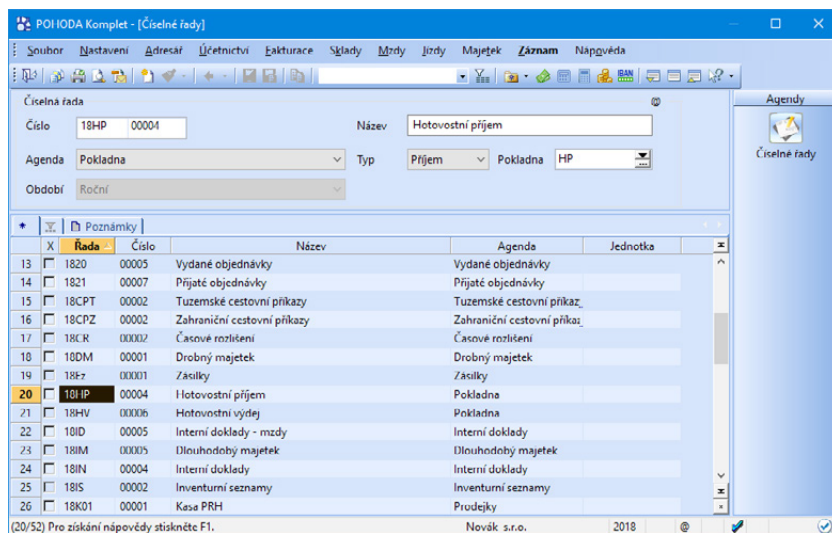 POHODA Komplet - [Číselné řady]
Soubor Nastavení Adresář Účetnictví Fakturace Sklady Mzdy Jízdy Majetek Záznam Nápověda
IBAN
Číselná řada @ Agendy
Číslo 18HP 00004 Název Hotovostní příjem
Agenda Pokladna Typ Příjem Pokladna HP Číselné řady
Období Roční
* Poznámky
X Řada Číslo Název Agenda Jednotka
13 1820 00005 Vydané objednávky Vydané objednávky
14 1821 00007 Přijaté objednávky Přijaté objednávky
15 18CPT 00002 Tuzemské cestovní příkazy Tuzemské cestovní příkaz
16 18CPZ 00002 Zahraniční cestovní příkazy Zahraniční cestovní příkaz
17 18CR 00002 Časové rozlišení Časové rozlišení
18 18DM 00001 Drobný majetek Drobný majetek
19 18Ez 00001 Zásilky Zásilky
20 18HP 00004 Hotovostní příjem Pokladna
21 18HV 00006 Hotovostní výdej Pokladna
22 18ID 00005 Interní doklady - mzdy Interní doklady
23 18IM 00005 Dlouhodobý majetek Dlouhodobý majetek
24 18IN 00004 Interní doklady Interní doklady
25 18IS 00002 Inventurní seznamy Inventurní seznamy
26 18K01 00001 Kasa PRH Prodejky
(20/52) Pro získání nápovědy stiskněte F1. Novák s.r.o. 2018 @